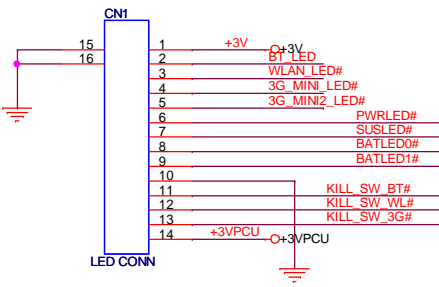 CN1
15 1 +3V +3V
16 2 BT_LED
3 WLAN_LED#
4 3G_MINI_LED#
5 3G_MINI2_LED#
6 PWRLED#
7 SUSLED#
8 BATLED0#
9 BATLED1#
10
11 KILL_SW_BT#
12 KILL_SW_WL#
13 KILL_SW_3G#
14 +3VPCU +3VPCU
LED CONN